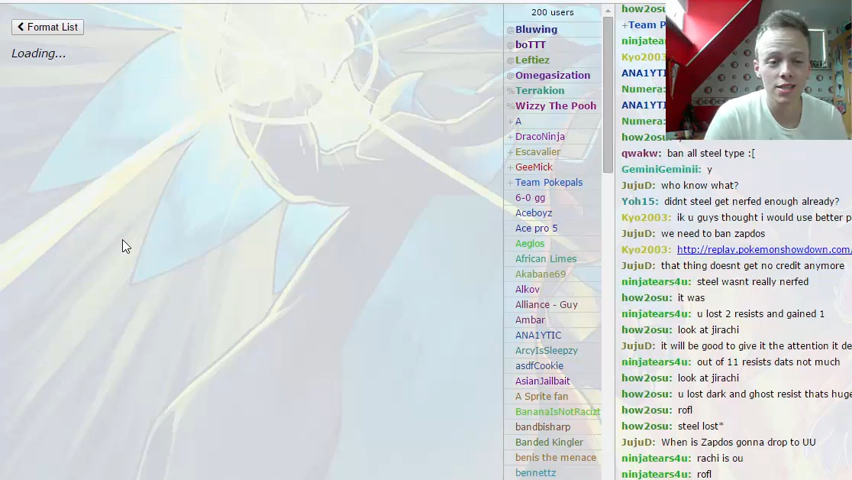 Format List
Loading...
200 users
@Bluwing
@boTTT
@Leftiez
@Omegasization
%Terrakion
%Wizzy The Pooh
+A
+DracoNinja
+Escavalier
+GeeMick
+Team Pokepals
6-0 gg
Aceboyz
Ace pro 5
Aegios
African Limes
Akabane69
Alkov
Alliance - Guy
Ambar
ANA1YTIC
ArcyIsSleepzy
asdfCookie
AsianJailbait
A Sprite fan
BananaIsNotRacizt
bandbisharp
Banded Kingler
benis the menace
bennettz
how2osu:
+Team P
ninjatears
Kyo2003:
ANA1YTIC
Numera:
ANA1YTIC
Numera:
how2osu:
qwakw: ban all steel type :[
GeminiGeminii: y
JujuD: who know what?
Yoh15: didnt steel get nerfed enough already?
Kyo2003: ik u guys thought i would use better p
JujuD: we need to ban zapdos
Kyo2003: http://replay.pokemonshowdown.com/
JujuD: that thing doesnt get no credit anymore
ninjatears4u: steel wasnt really nerfed
how2osu: it was
ninjatears4u: u lost 2 resists and gained 1
how2osu: look at jirachi
JujuD: it will be good to give it the attention it de
ninjatears4u: out of 11 resists dats not much
how2osu: look at jirachi
how2osu: u lost dark and ghost resist thats huge
how2osu: rofl
how2osu: steel lost*
JujuD: When is Zapdos gonna drop to UU
ninjatears4u: rachi is ou
ninjatears4u: rofl